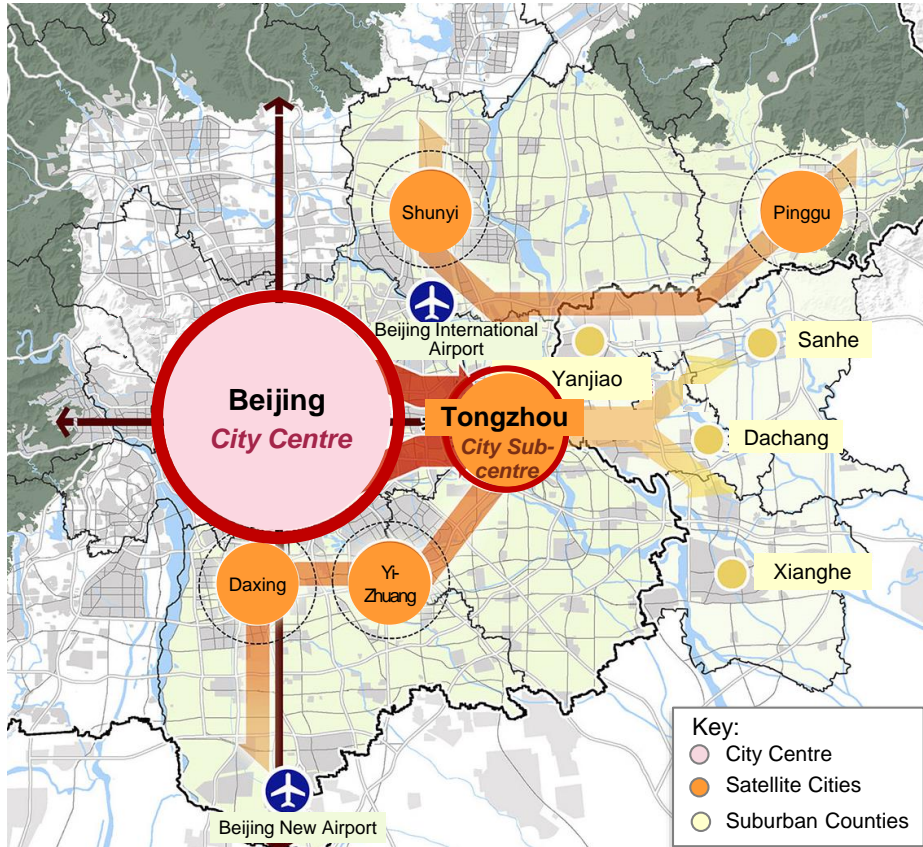 Shunyi
Pinggu
Beijing International
Airport
Sanhe
Yanjiao
Beijing
City Centre
Tongzhou
City Sub-
centre
Dachang
Daxing
Yi-
Zhuang
Xianghe
Beijing New Airport
Key:
City Centre
Satellite Cities
Suburban Counties